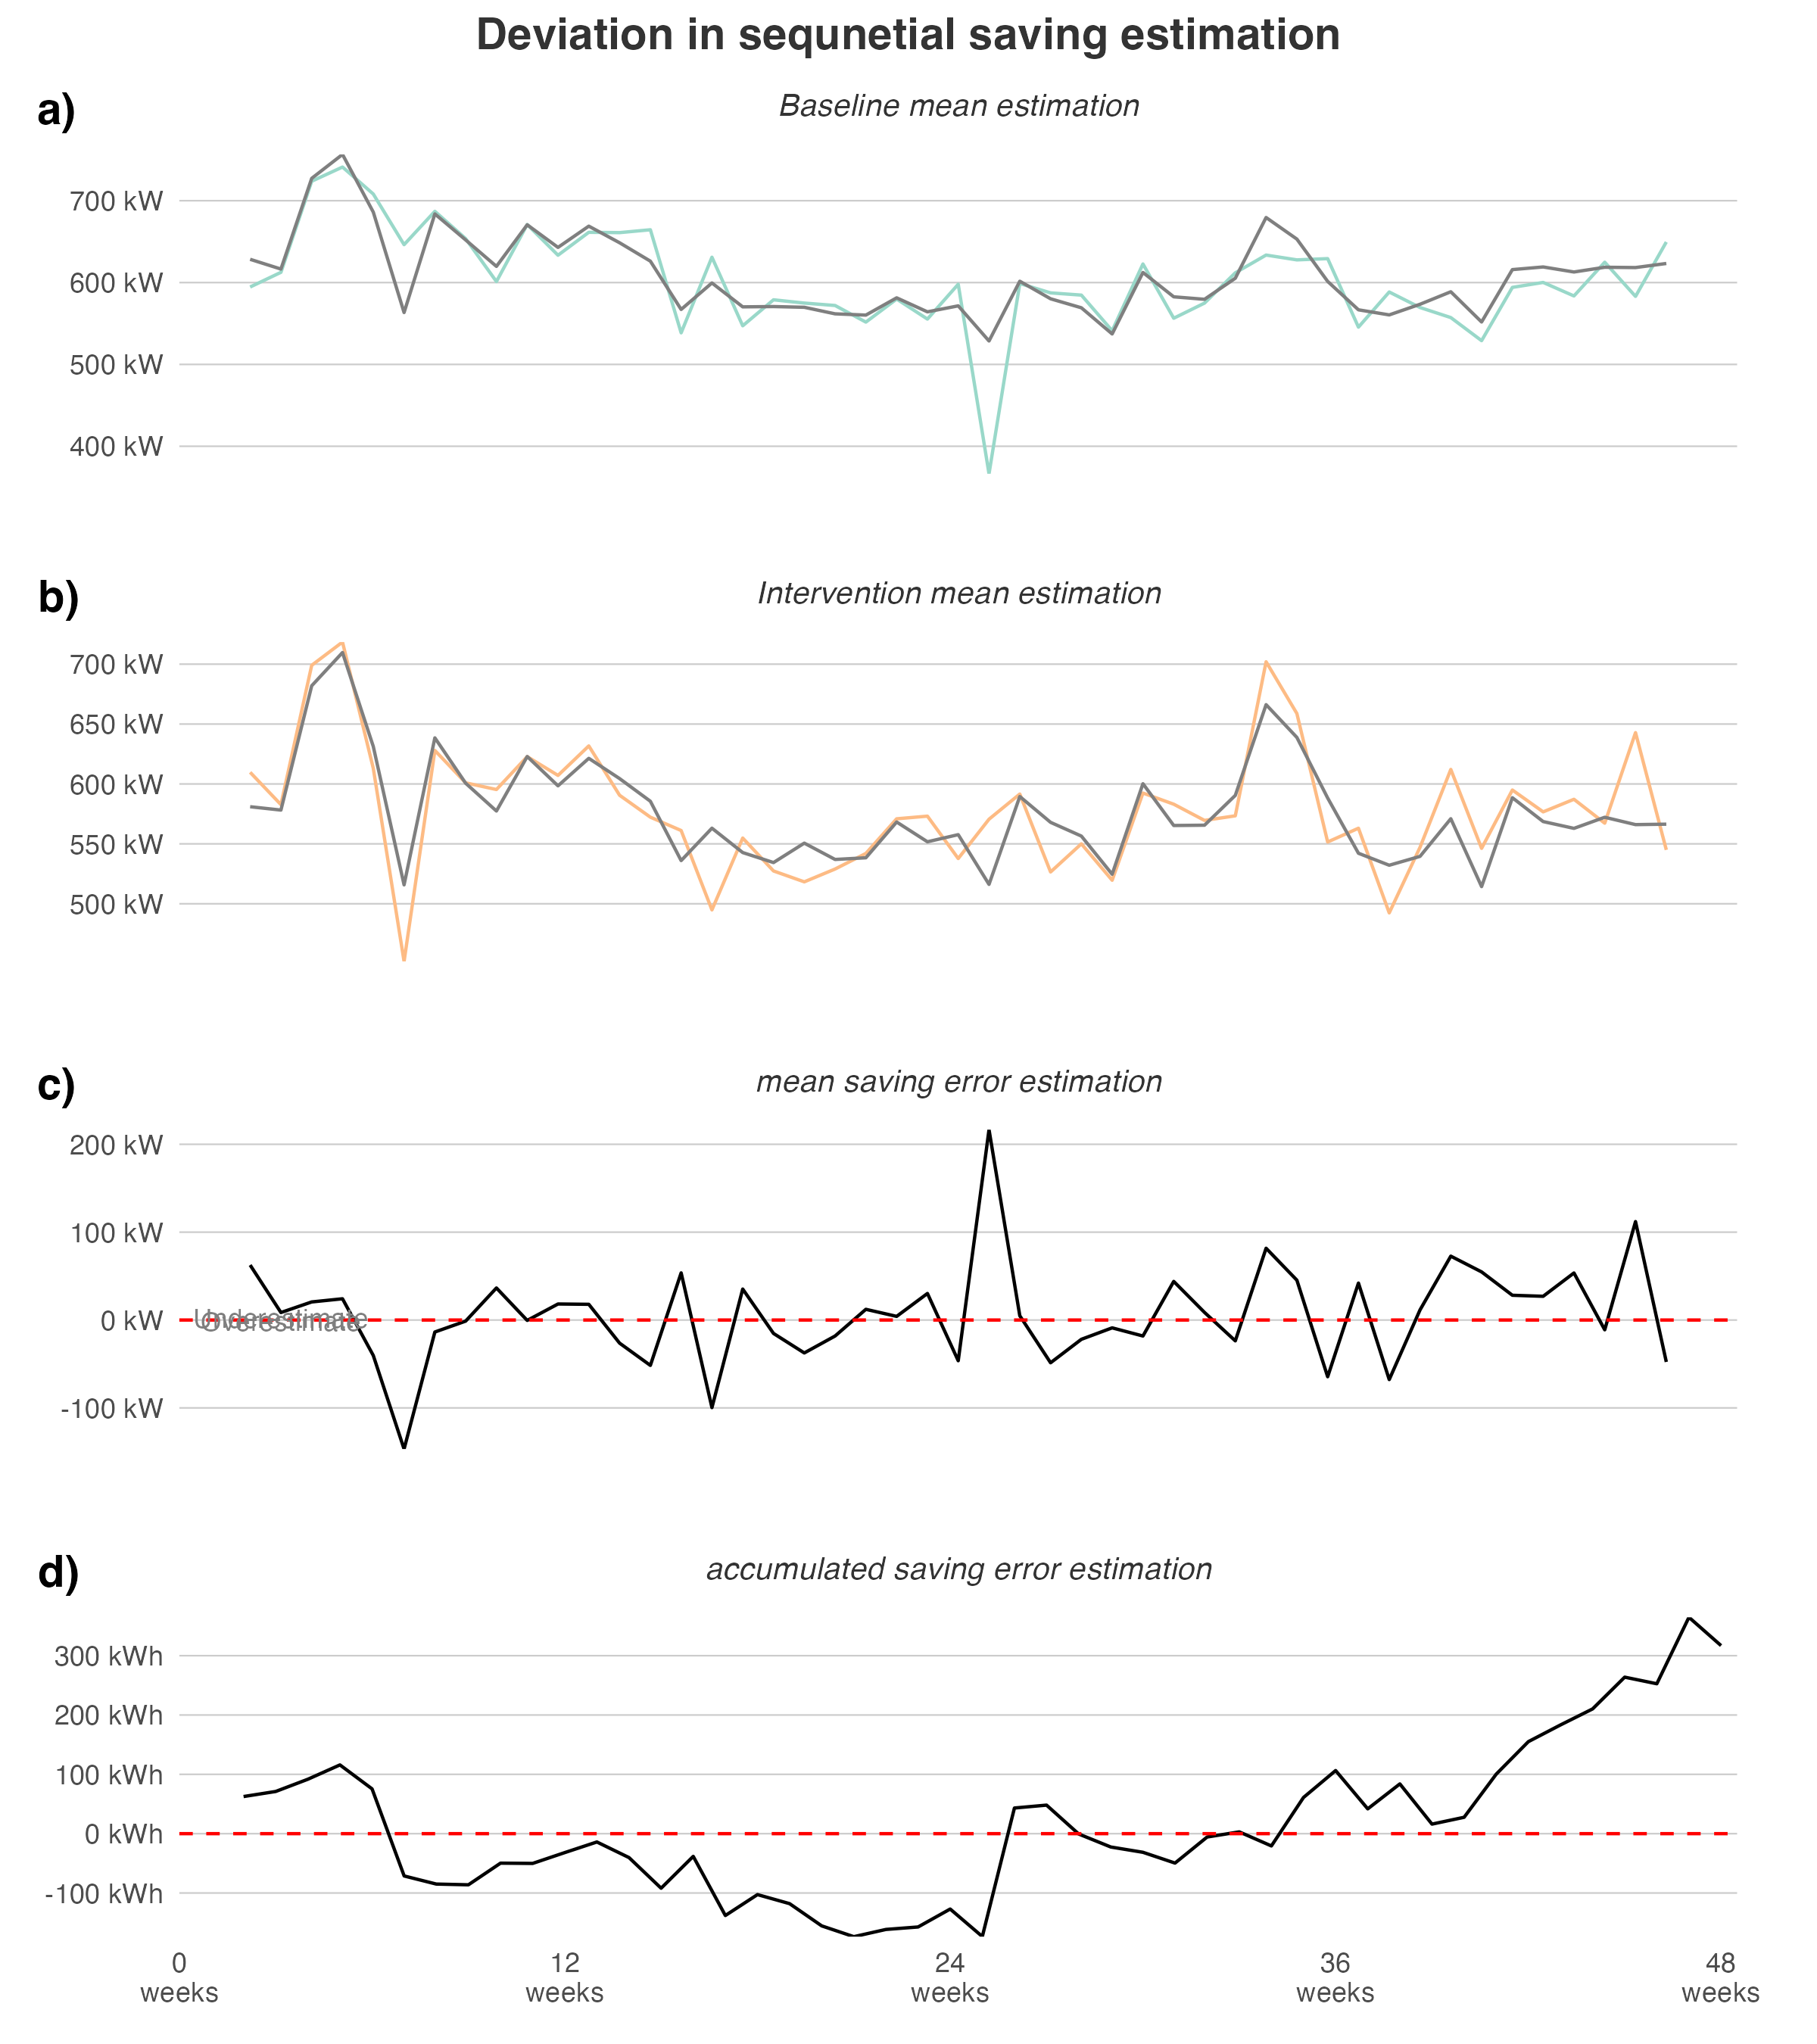 Deviation in sequnetial saving estimation
a)
Baseline mean estimation
700 kW
600 kW
500 kW
400 kW
b)
Intervention mean estimation
700 kW
650 kW
600 kW
550 kW
500 kW
c)
mean saving error estimation
200 kW
100 kW
0 kW
-100 kW
Underestimate
Overestimate
d)
accumulated saving error estimation
300 kWh
200 kWh
100 kWh
0 kWh
-100 kWh
0
weeks
12
weeks
24
weeks
36
weeks
48
weeks